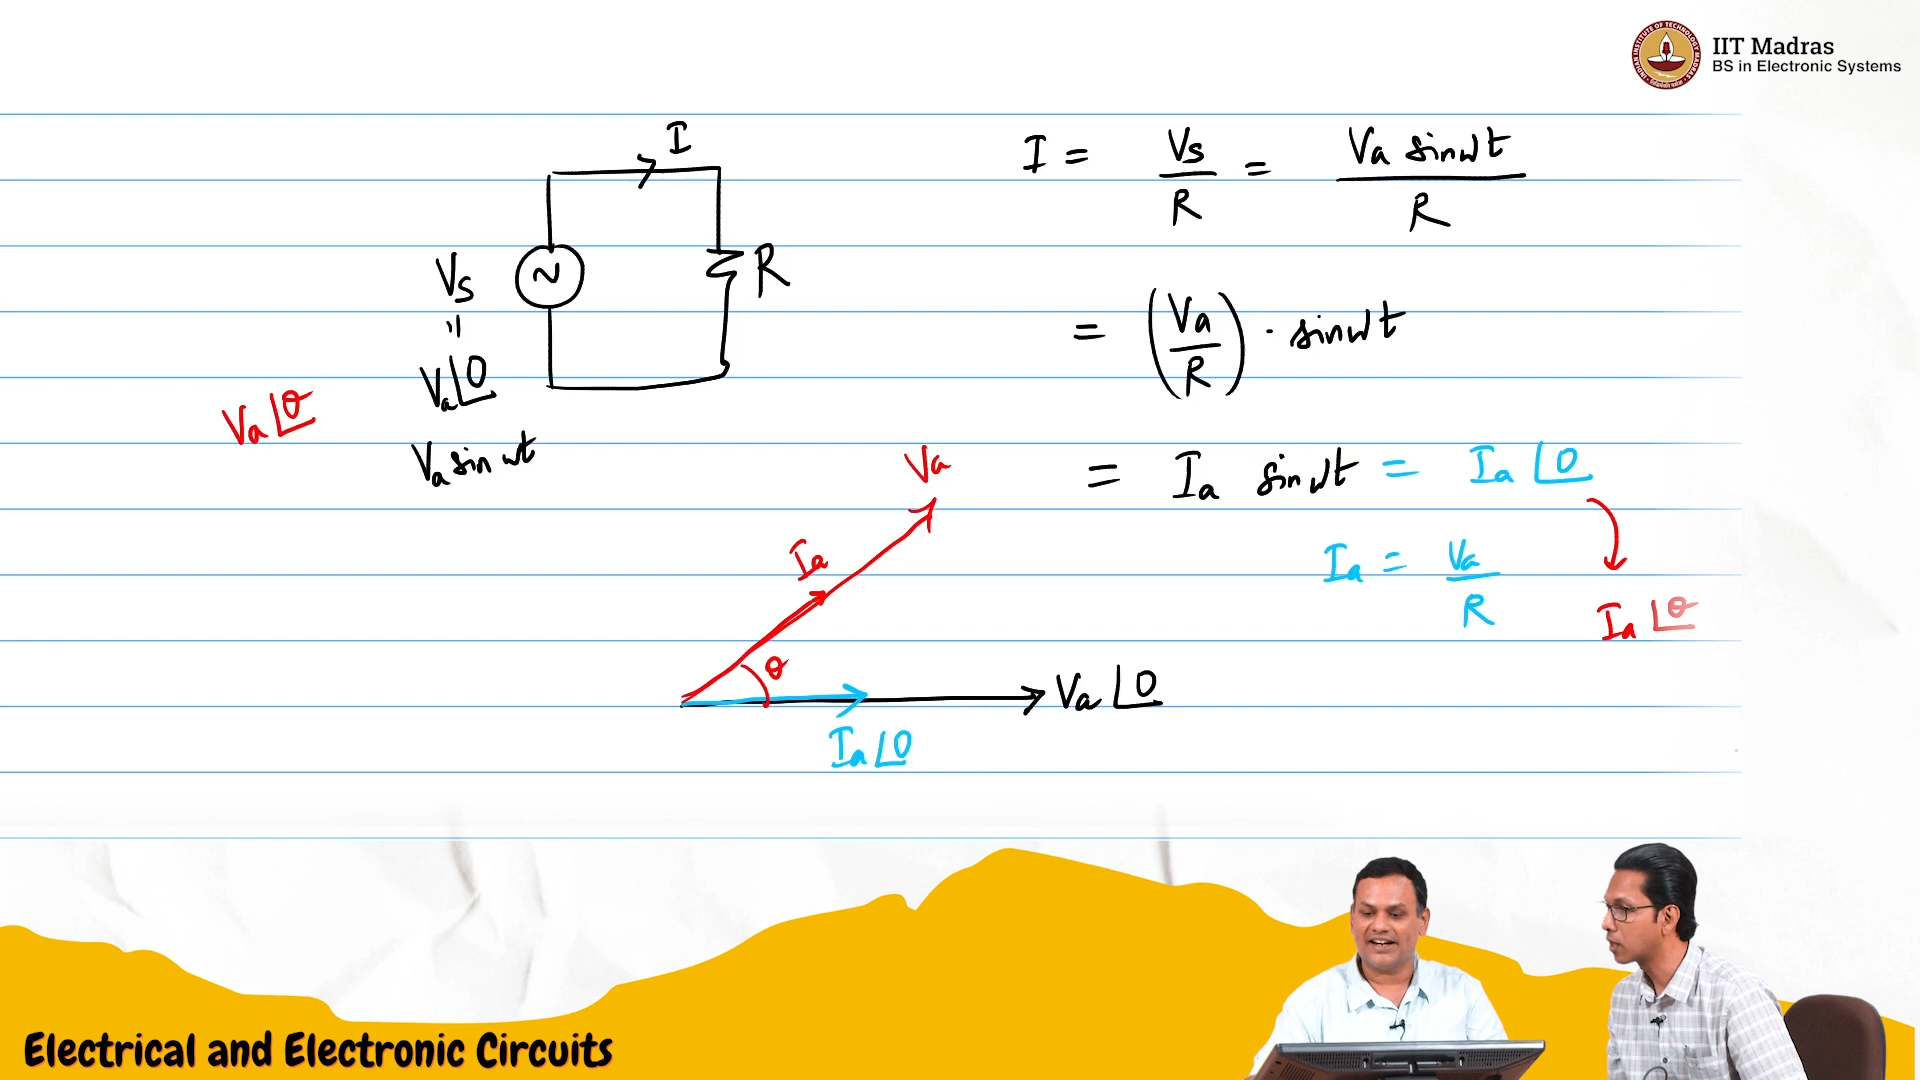 IIT Madras
BS in Electronic Systems
I
I = Vs/R = Va sinωt / R
Vs
R
= (Va/R) · sinωt
"
Va∠0
Va∠θ
Va sin ωt
Va
= Ia sinωt = Ia∠0
Ia
Ia = Va/R
Ia∠θ
θ
Va∠0
Ia∠0
Electrical and Electronic Circuits